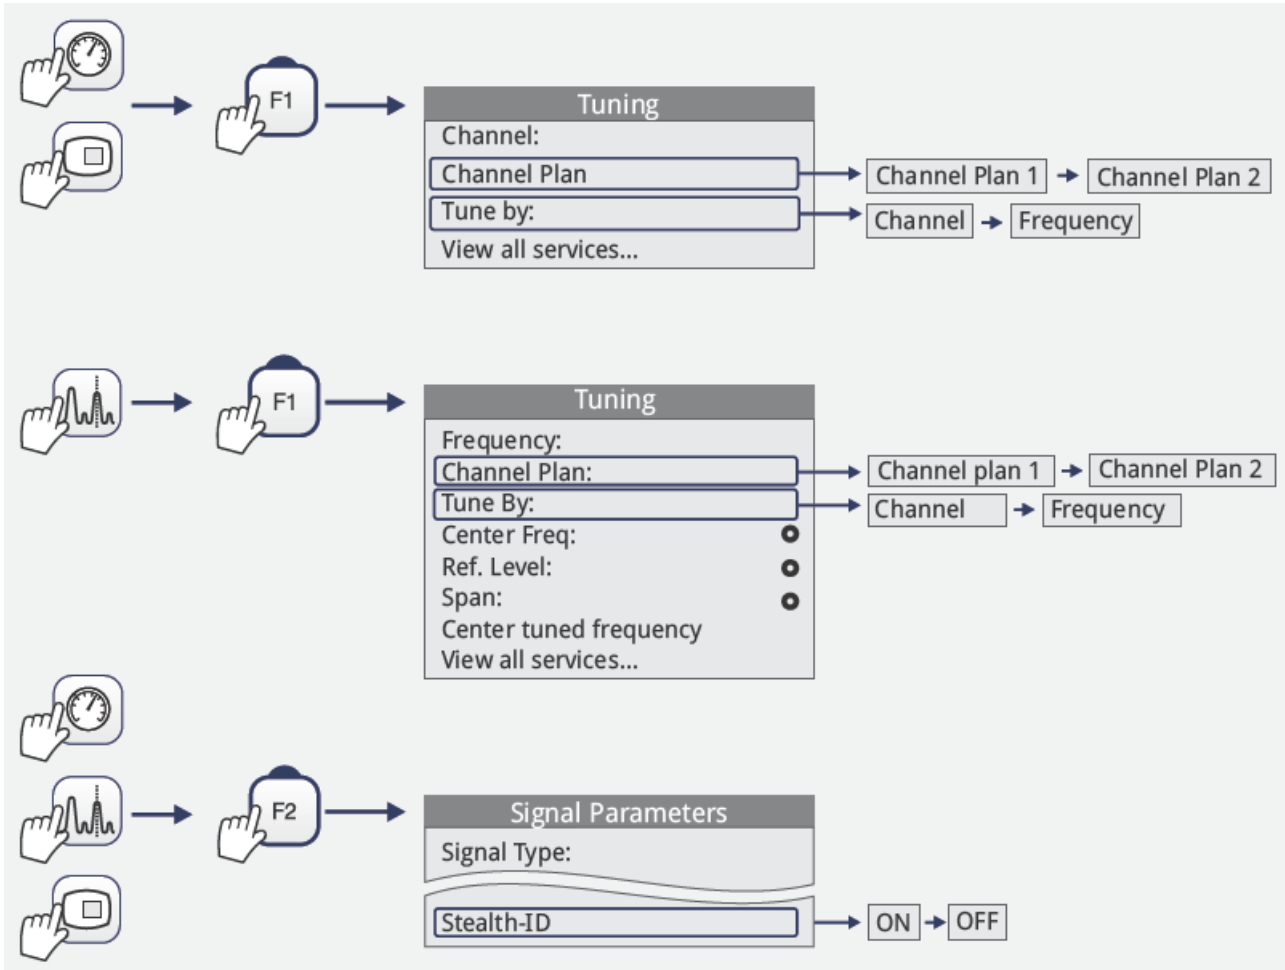 F1
Tuning
Channel:
Channel Plan
Channel Plan 1
Channel Plan 2
Tune by:
Channel
Frequency
View all services...
F1
Tuning
Frequency:
Channel Plan:
Channel plan 1
Channel Plan 2
Tune By:
Channel
Frequency
Center Freq:
Ref. Level:
Span:
Center tuned frequency
View all services...
F2
Signal Parameters
Signal Type:
Stealth-ID
ON
OFF